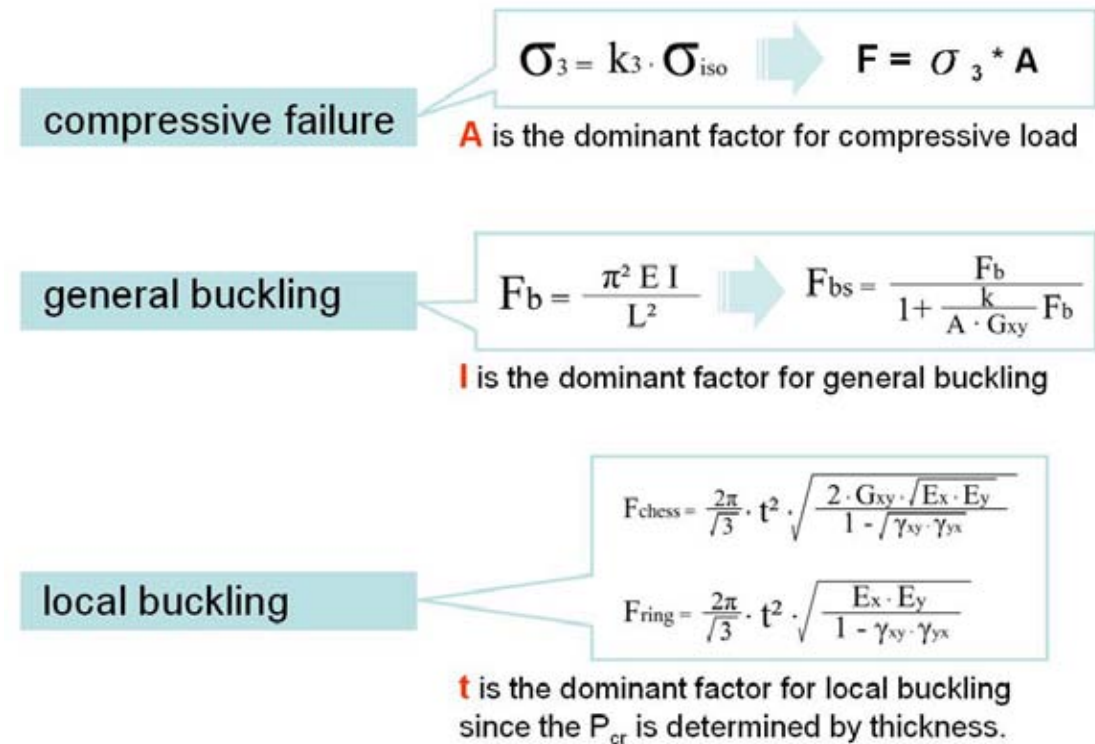 compressive failure
σ₃ = k₃ · σiso F = σ₃ * A
A is the dominant factor for compressive load
general buckling
Fb = π² E I / L² Fbs = Fb / (1+ k / (A · Gxy) Fb)
I is the dominant factor for general buckling
local buckling
Fchess = 2π/√3 · t² · √(2 · Gxy · √(Ex · Ey) / (1 - √(γxy · γyx)))
Fring = 2π/√3 · t² · √(Ex · Ey / (1 - γxy · γyx))
t is the dominant factor for local buckling
since the Pcr is determined by thickness.